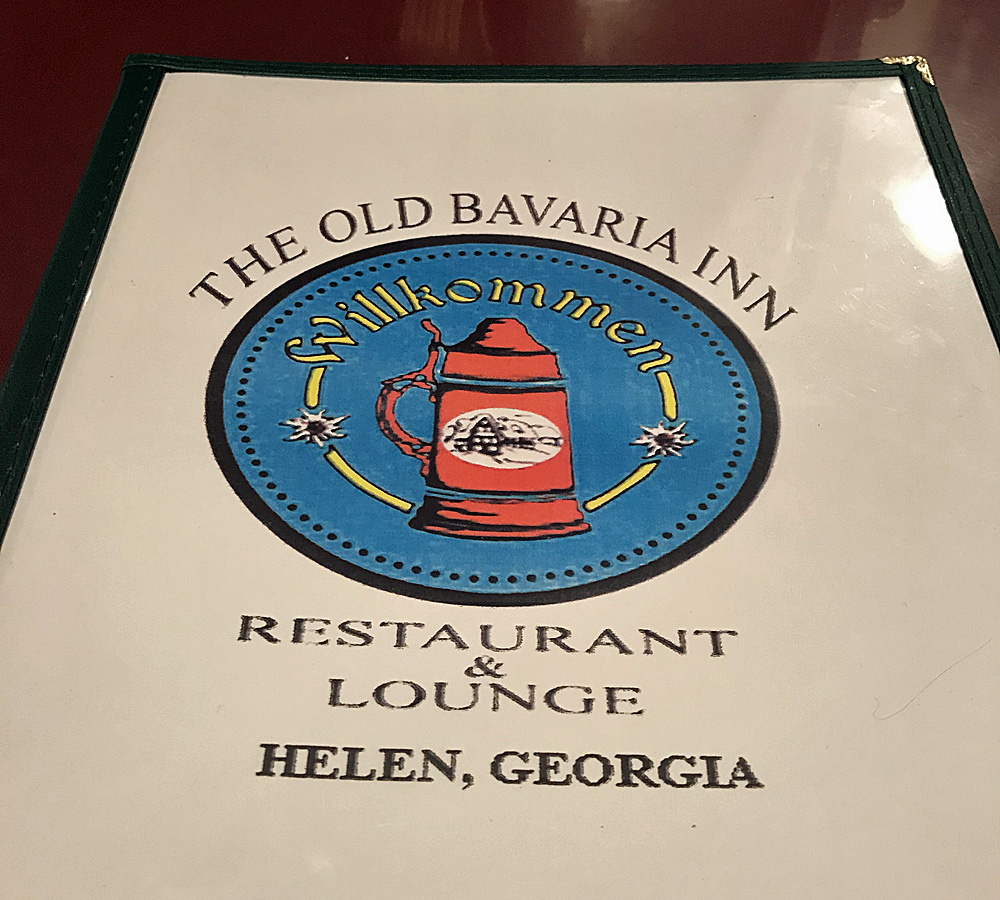 THE OLD BAVARIA INN
Willkommen
RESTAURANT
&
LOUNGE
HELEN, GEORGIA